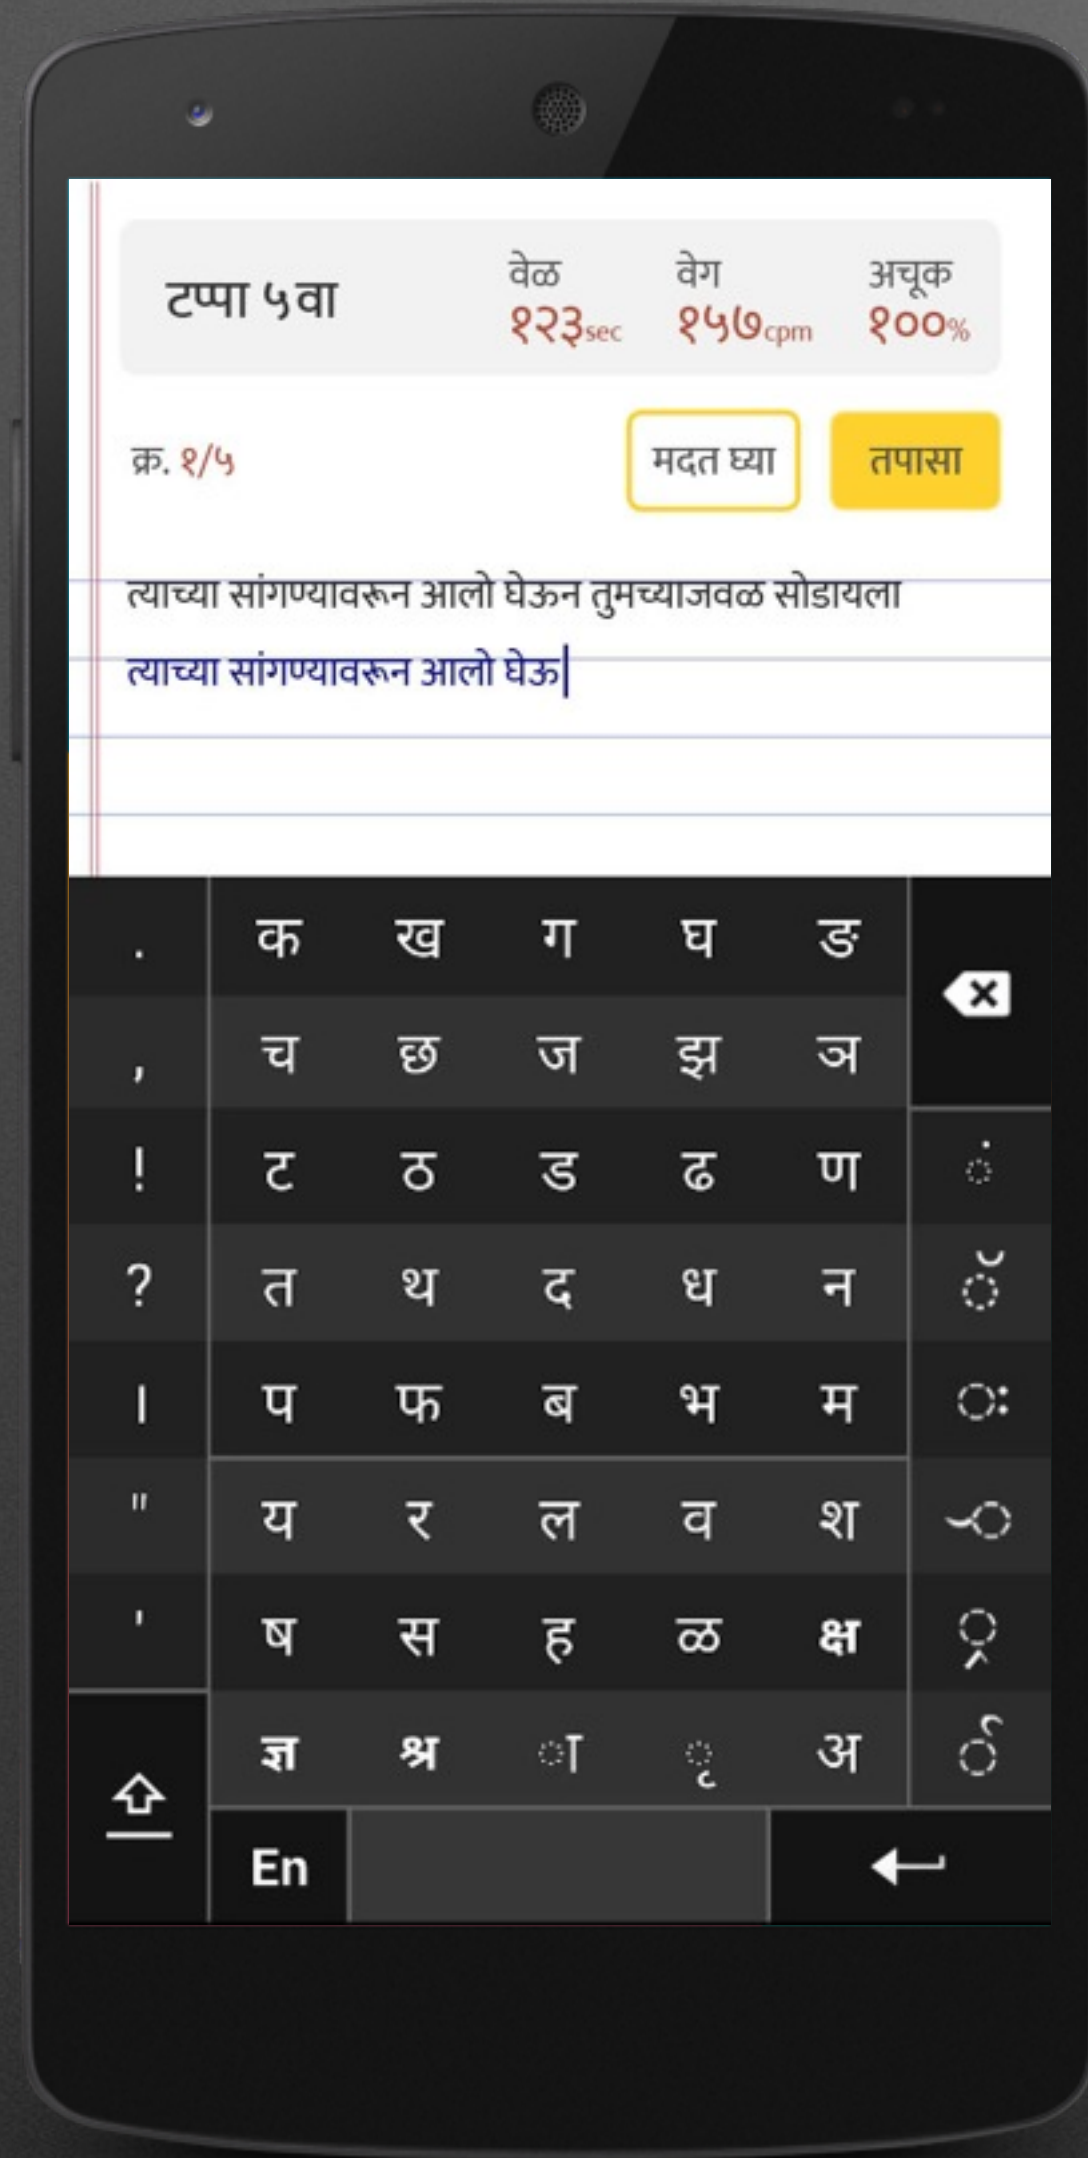 टप्पा ५वा
वेळ
१२३sec
वेग
१५७cpm
अचूक
१००%
क्र. १/५
मदत घ्या
तपासा
त्याच्या सांगण्यावरून आलो घेऊन तुमच्याजवळ सोडायला
त्याच्या सांगण्यावरून आलो घेऊ
. क ख ग घ ङ
, च छ ज झ ञ
! ट ठ ड ढ ण ं
? त थ द ध न ॅ
। प फ ब भ म ः
" य र ल व श
' ष स ह ळ क्ष ्र
ज्ञ श्र ा ृ अ र्
En